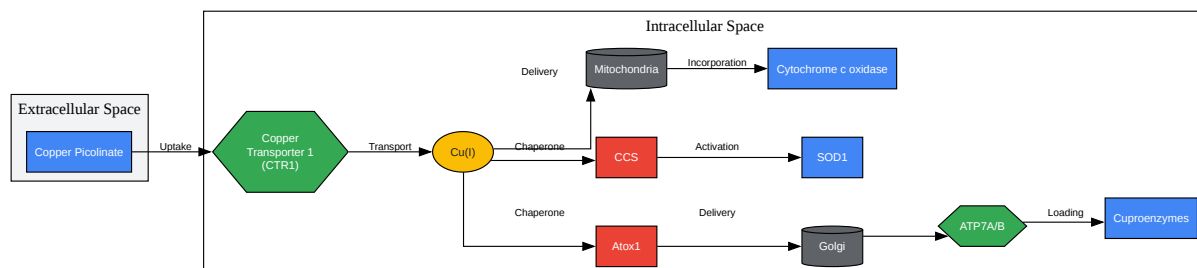 Intracellular Space
Extracellular Space
Copper Picolinate
Uptake
Copper
Transporter 1
(CTR1)
Transport
Cu(I)
Delivery
Mitochondria
Incorporation
Cytochrome c oxidase
Chaperone
CCS
Activation
SOD1
Chaperone
Atox1
Delivery
Golgi
ATP7A/B
Loading
Cuproenzymes